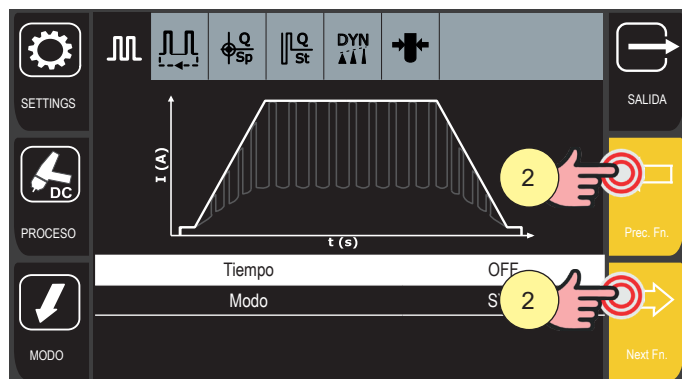 Q
Sp
Q
St
DYN
SETTINGS
SALIDA
I (A)
DC
2
PROCESO
t (s)
Prec. Fn.
Tiempo
OFF
Modo
2
MODO
Next Fn.